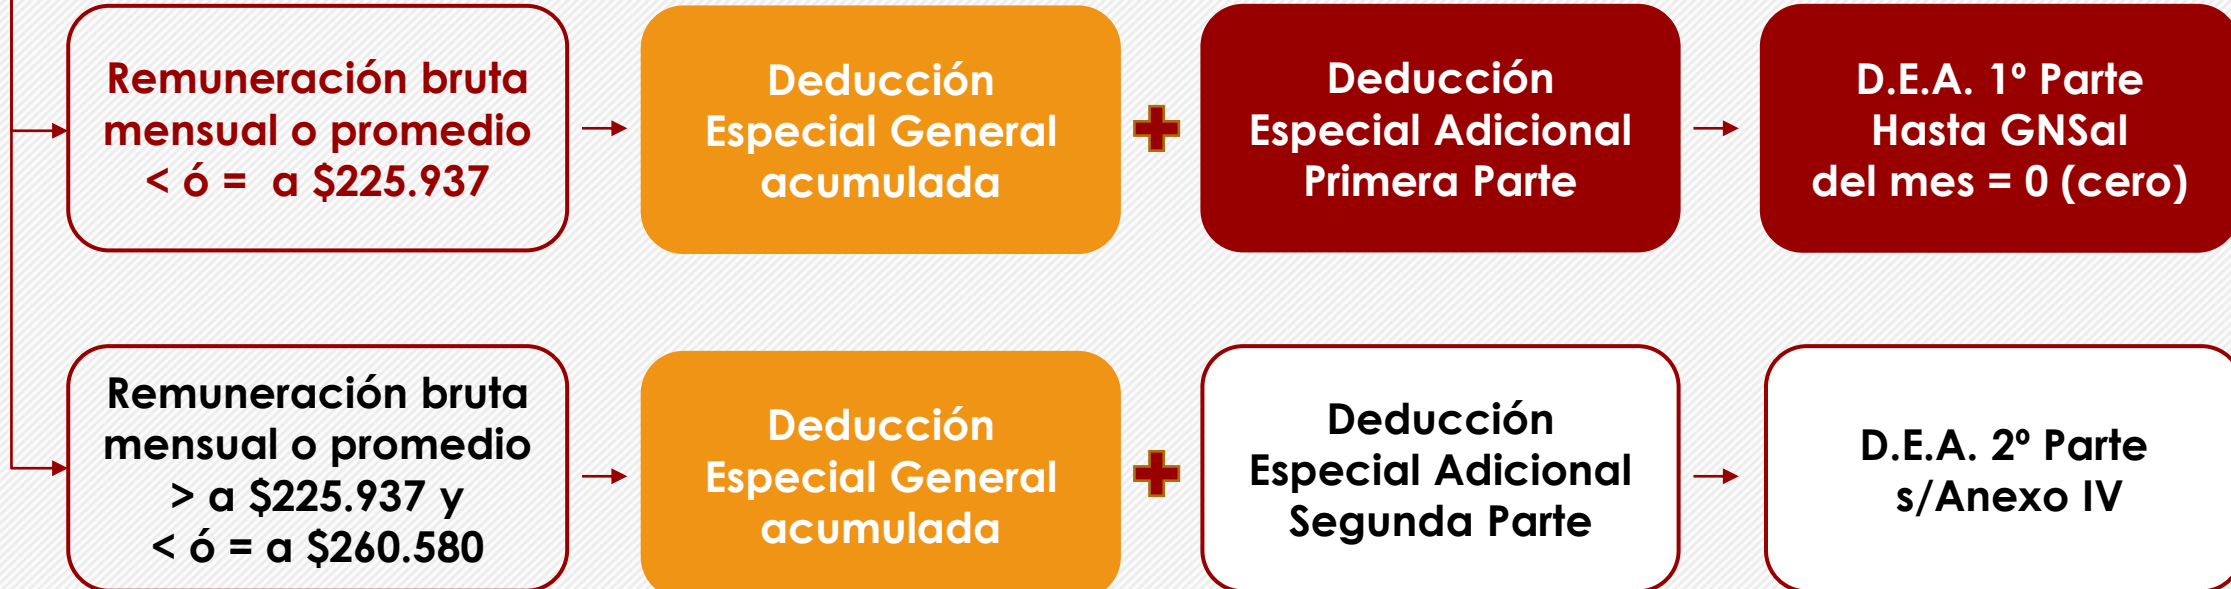 Remuneración bruta
mensual o promedio
< ó = a $225.937
Deducción
Especial General
acumulada
Deducción
Especial Adicional
Primera Parte
D.E.A. 1º Parte
Hasta GNSal
del mes = 0 (cero)
Remuneración bruta
mensual o promedio
> a $225.937 y
< ó = a $260.580
Deducción
Especial General
acumulada
Deducción
Especial Adicional
Segunda Parte
D.E.A. 2º Parte
s/Anexo IV